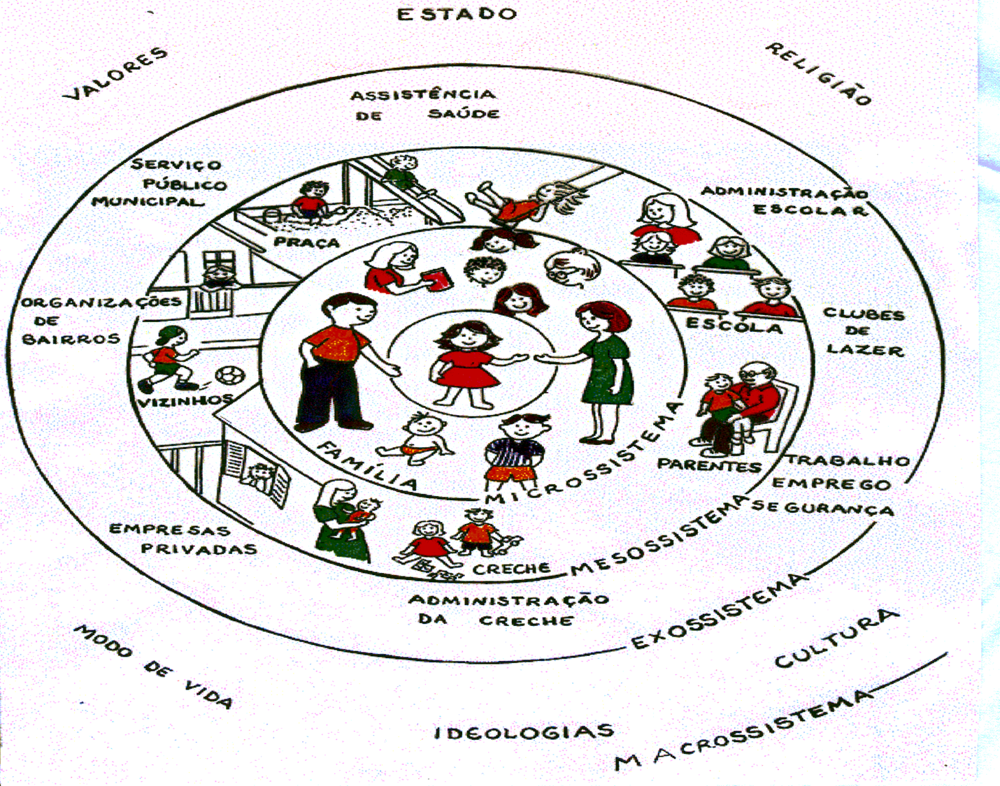 ESTADO
VALORES
RELIGIÃO
ASSISTÊNCIA
DE SAÚDE
SERVIÇO
PÚBLICO
MUNICIPAL
ADMINISTRAÇÃO
ESCOLAR
PRAÇA
ORGANIZAÇÕES
DE
BAIRROS
ESCÓLA
CLUBES
DE
LAZER
VIZINHOS
FAMÍLIA
MICROSSISTEMA
PARENTES
TRABALHO
EMPREGO
SEGURANÇA
EMPRESAS
PRIVADAS
CRECHE
MESOSSISTEMA
ADMINISTRAÇÃO
DA CRECHE
EXOSSISTEMA
CULTURA
MODO DE VIDA
IDEOLOGIAS
MACROSSISTEMA